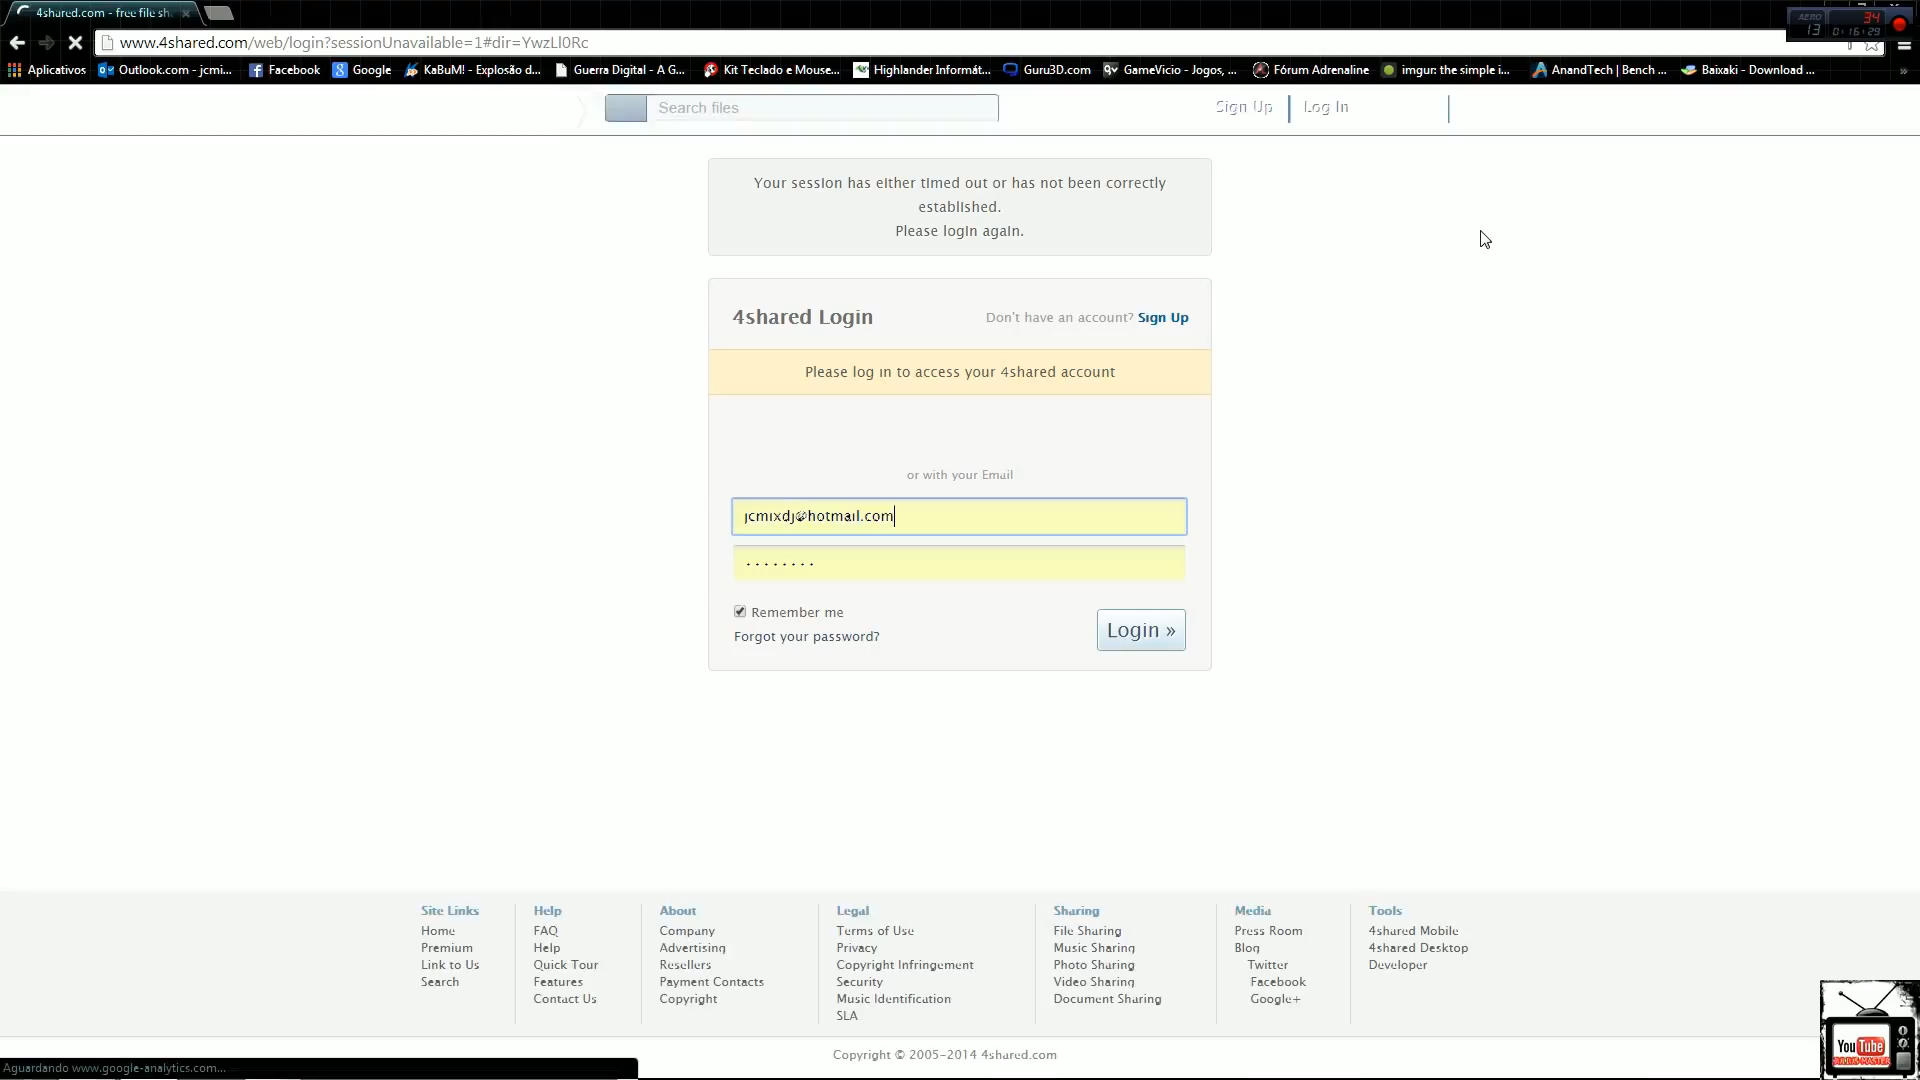 4shared.com - free file sh
AERO
13
34
0:16:29
www.4shared.com/web/login?sessionUnavailable=1#dir=YwzLl0Rc
Aplicativos
Outlook.com - jcmi...
Facebook
Google
KaBuM! - Explosão d...
Guerra Digital - A G...
Kit Teclado e Mouse...
Highlander Informát...
Guru3D.com
GameVicio - Jogos, ...
Fórum Adrenaline
imgur: the simple i...
AnandTech | Bench ...
Baixaki - Download ...
»
Search files
Sign Up
Log In
Your session has either timed out or has not been correctly
established.
Please login again.
4shared Login
Don't have an account? Sign Up
Please log in to access your 4shared account
or with your Email
jcmixdj@hotmail.com
Remember me
Forgot your password?
Login »
Site Links
Home
Premium
Link to Us
Search
Help
FAQ
Help
Quick Tour
Features
Contact Us
About
Company
Advertising
Resellers
Payment Contacts
Copyright
Legal
Terms of Use
Privacy
Copyright Infringement
Security
Music Identification
SLA
Sharing
File Sharing
Music Sharing
Photo Sharing
Video Sharing
Document Sharing
Media
Press Room
Blog
Twitter
Facebook
Google+
Tools
4shared Mobile
4shared Desktop
Developer
Copyright © 2005-2014 4shared.com
Aguardando www.google-analytics.com...
YouTube